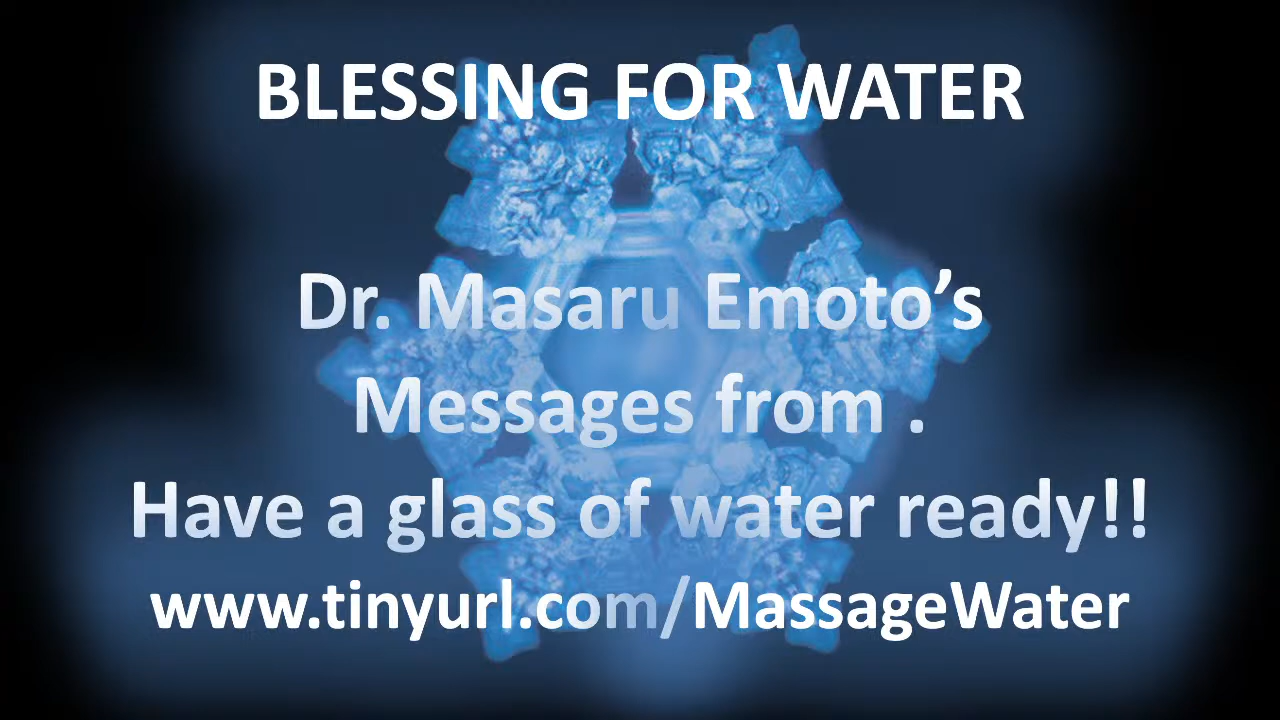 BLESSING FOR WATER
Dr. Masaru Emoto’s
Messages from .
Have a glass of water ready!!
www.tinyurl.com/MassageWater